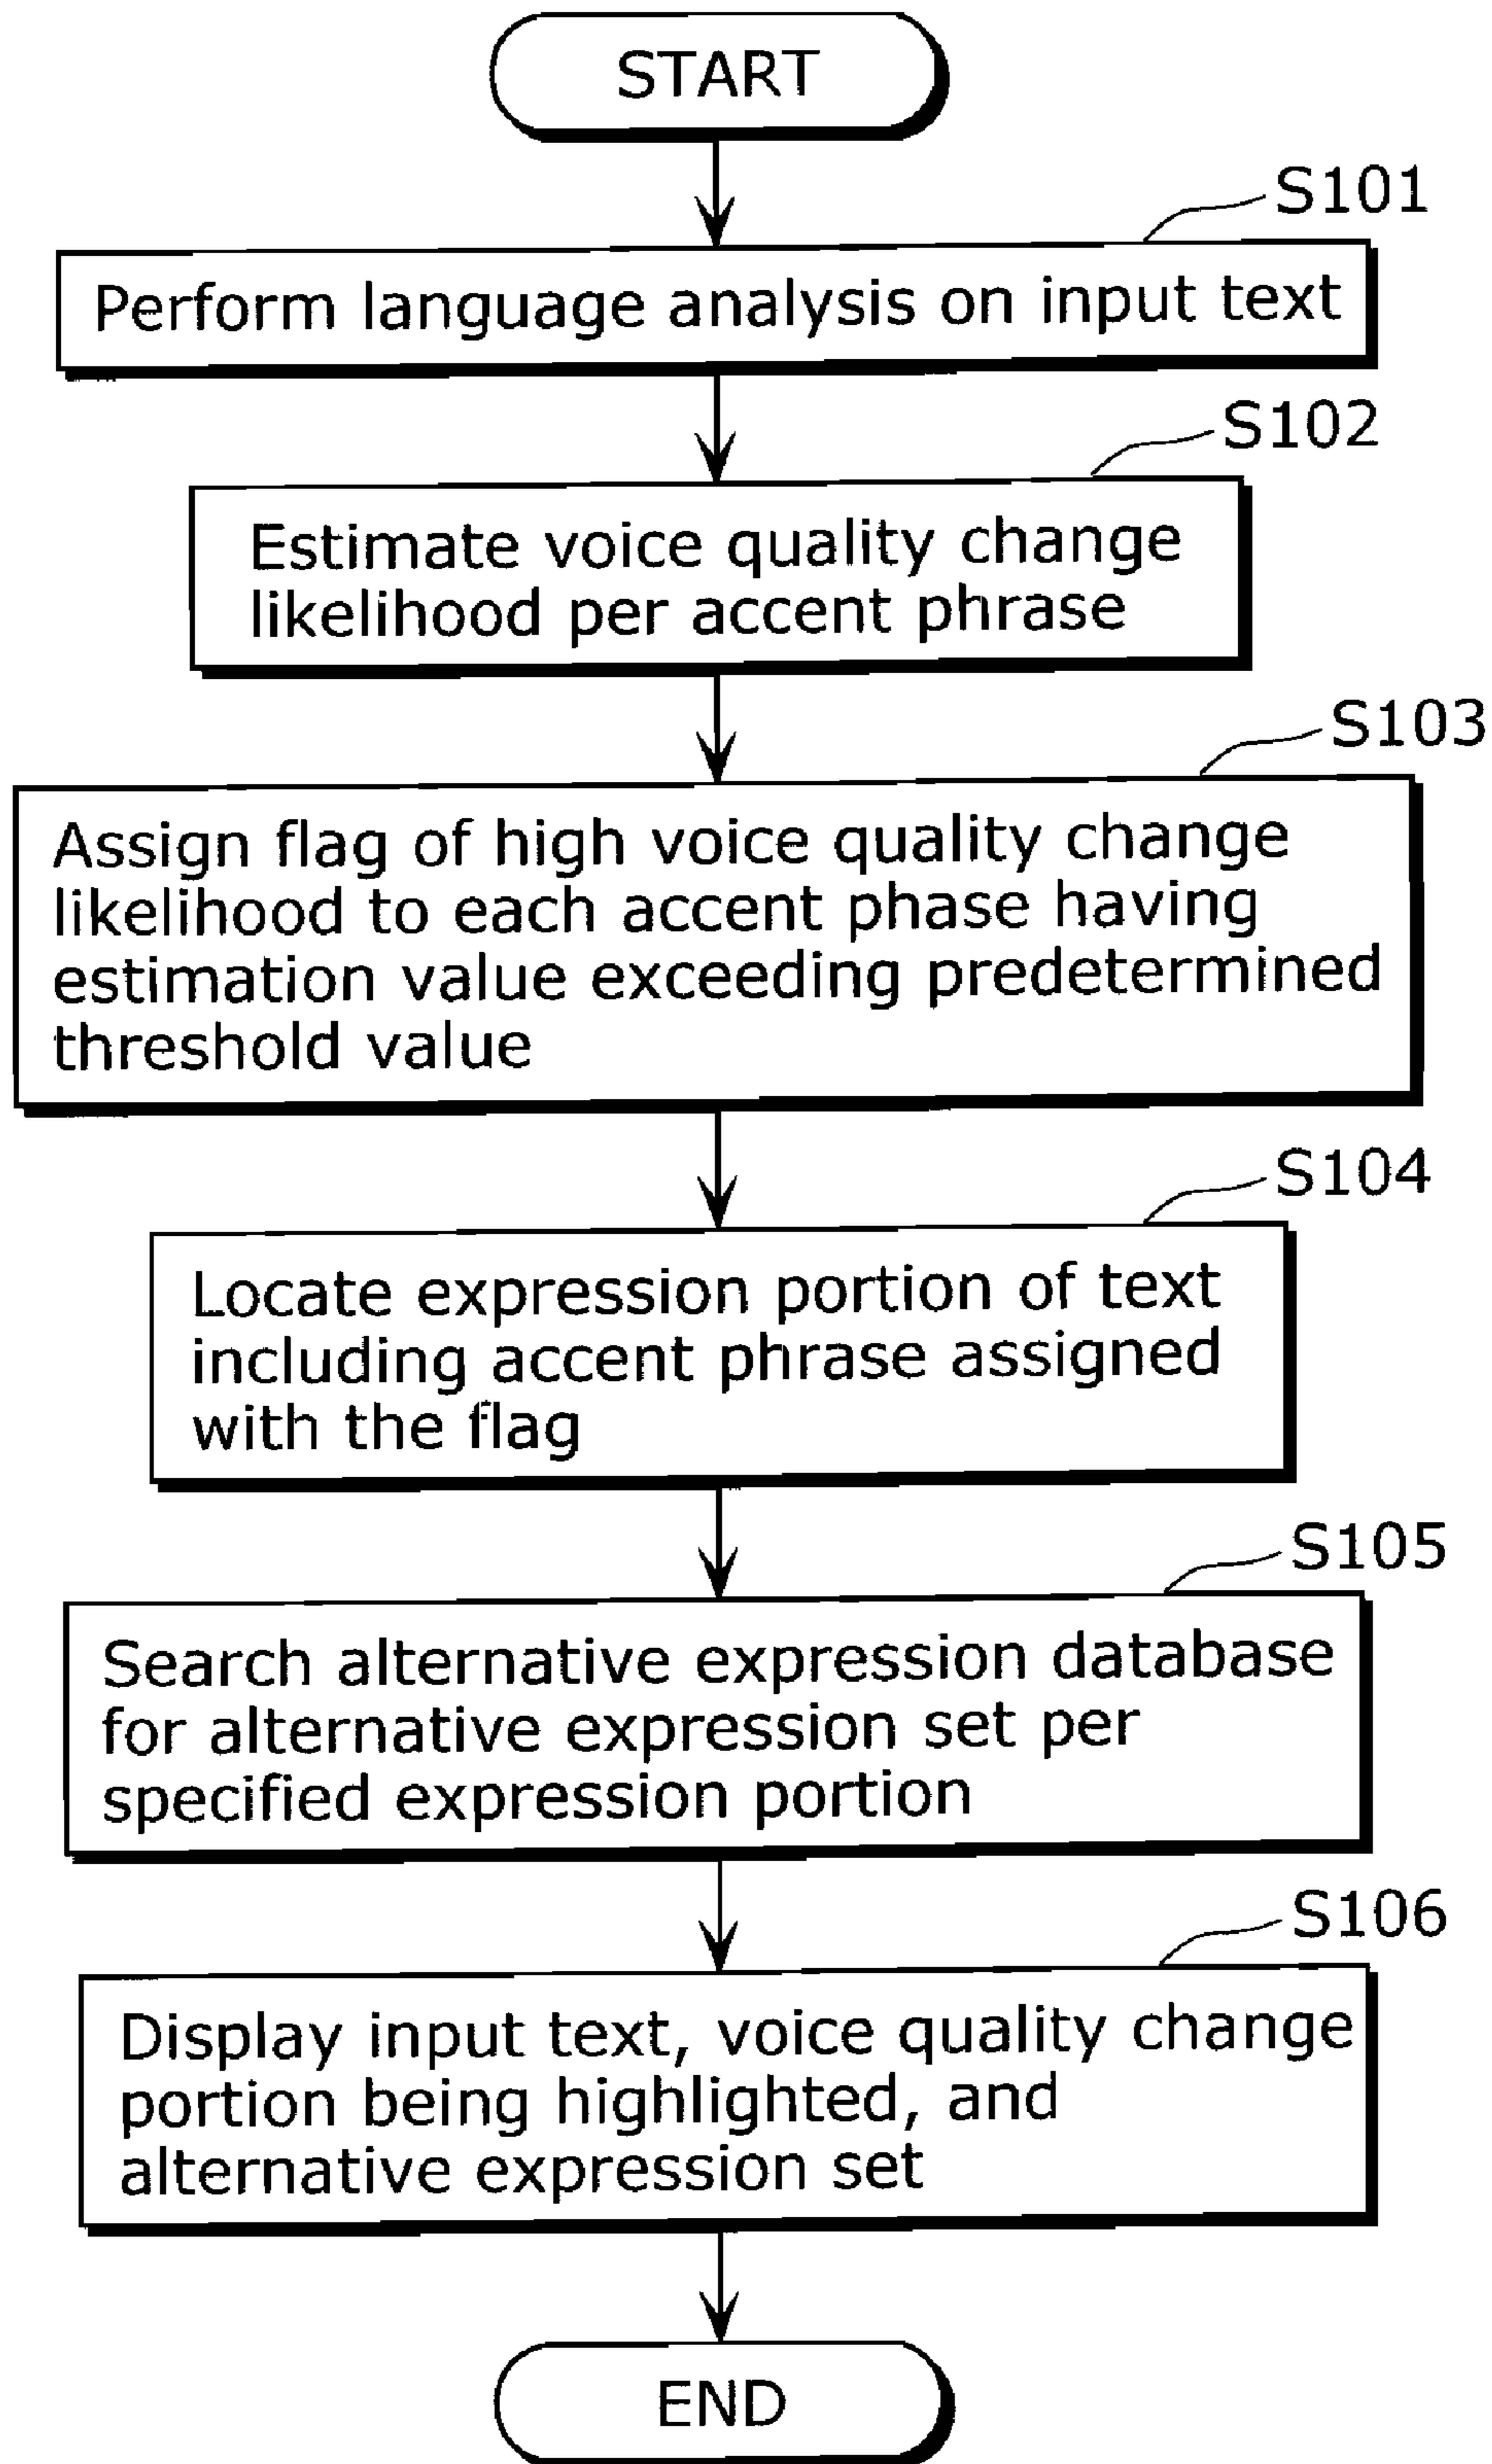 START
S101
Perform language analysis on input text
S102
Estimate voice quality change
likelihood per accent phrase
S103
Assign flag of high voice quality change
likelihood to each accent phase having
estimation value exceeding predetermined
threshold value
S104
Locate expression portion of text
including accent phrase assigned
with the flag
S105
Search alternative expression database
for alternative expression set per
specified expression portion
S106
Display input text, voice quality change
portion being highlighted, and
alternative expression set
END